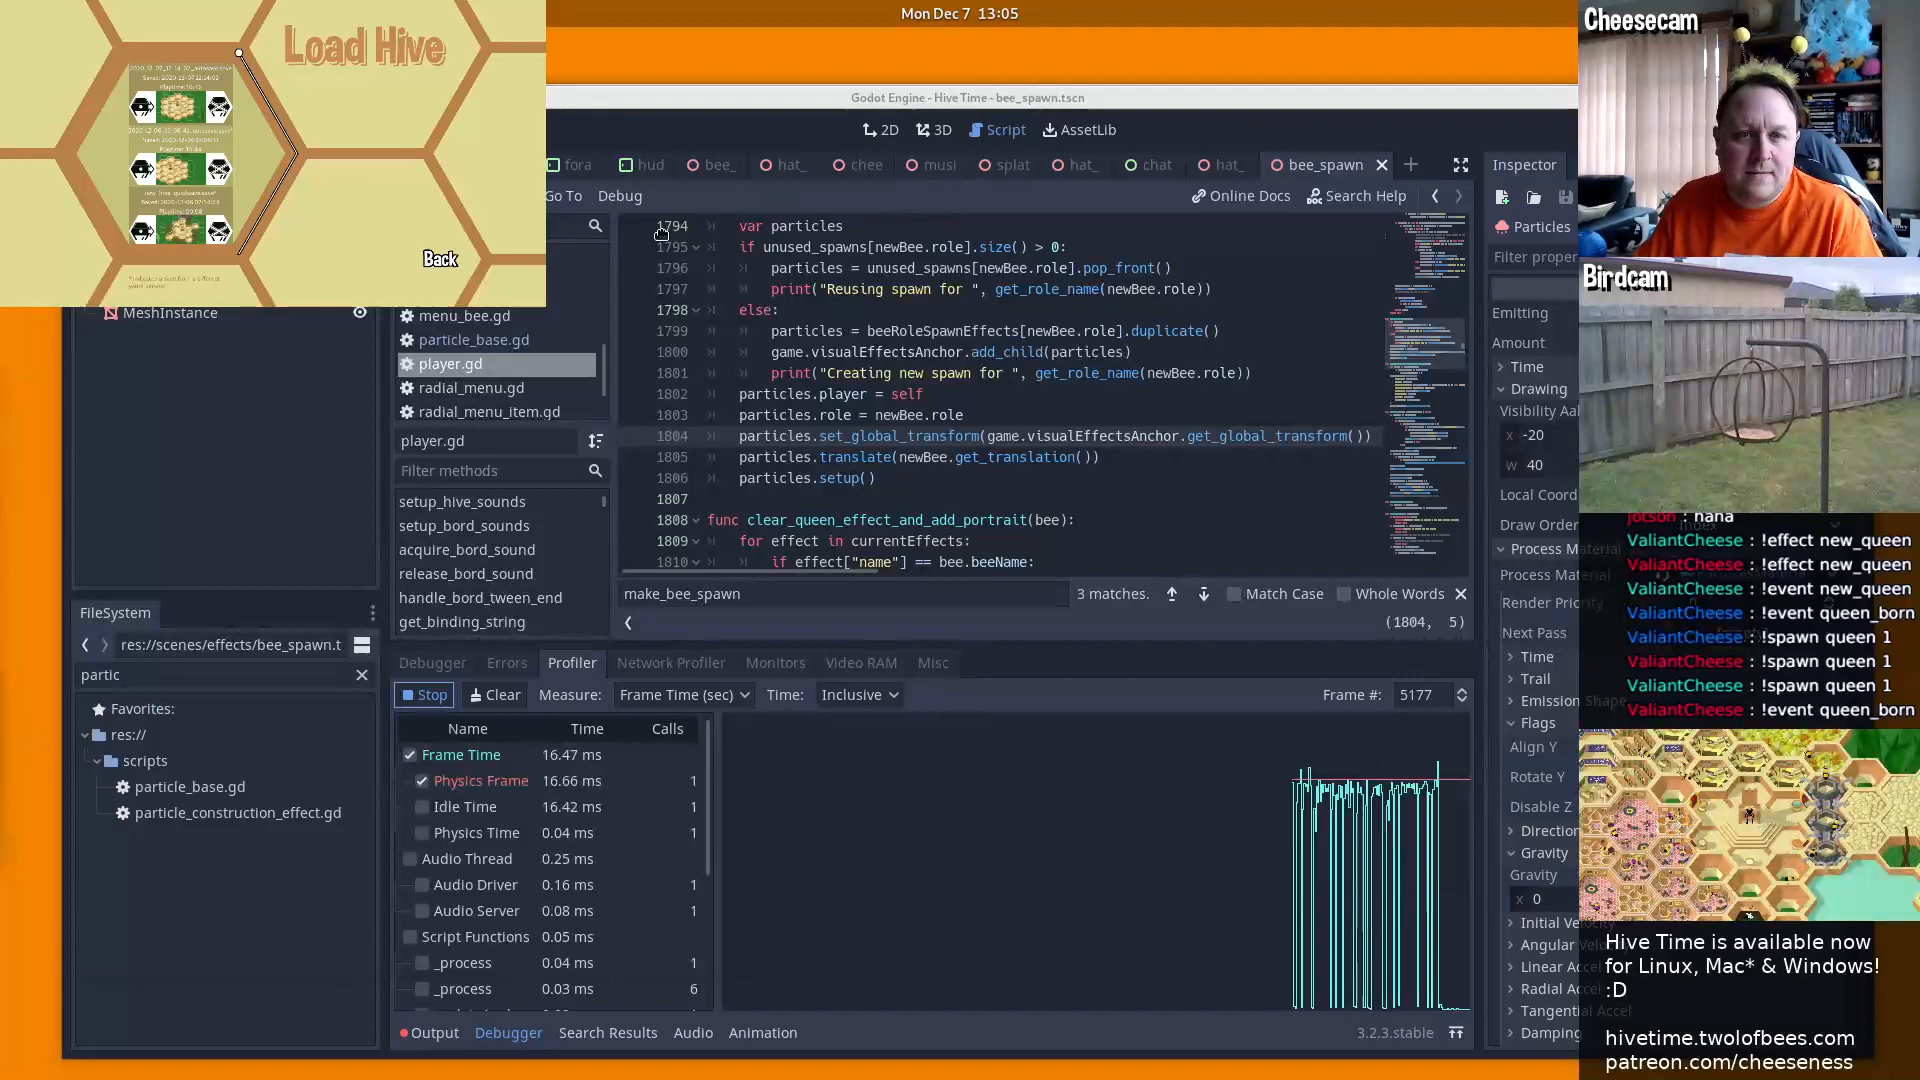 Mon Dec 7 13:05
Load Hive
Back
Cheesecam
Birdcam
Godot Engine - Hive Time - bee_spawn.tscn
2D
3D
Script
AssetLib
fora
hud
bee_
hat_
chee
musi
splat
hat_
chat
hat_
bee_spawn
Go To
Debug
Online Docs
Search Help
1794 var particles
1795 if unused_spawns[newBee.role].size() > 0:
1796 particles = unused_spawns[newBee.role].pop_front()
1797 print("Reusing spawn for ", get_role_name(newBee.role))
1798 else:
1799 particles = beeRoleSpawnEffects[newBee.role].duplicate()
1800 game.visualEffectsAnchor.add_child(particles)
1801 print("Creating new spawn for ", get_role_name(newBee.role))
1802 particles.player = self
1803 particles.role = newBee.role
1804 particles.set_global_transform(game.visualEffectsAnchor.get_global_transform())
1805 particles.translate(newBee.get_translation())
1806 particles.setup()
1807
1808 func clear_queen_effect_and_add_portrait(bee):
1809 for effect in currentEffects:
1810 if effect["name"] == bee.beeName:
make_bee_spawn
3 matches.
Match Case
Whole Words
(1804, 5)
MeshInstance
menu_bee.gd
particle_base.gd
player.gd
radial_menu.gd
radial_menu_item.gd
player.gd
Filter methods
setup_hive_sounds
setup_bord_sounds
acquire_bord_sound
release_bord_sound
handle_bord_tween_end
get_binding_string
FileSystem
res://scenes/effects/bee_spawn.t
partic
Favorites:
res://
scripts
particle_base.gd
particle_construction_effect.gd
Debugger
Errors
Profiler
Network Profiler
Monitors
Video RAM
Misc
Stop
Clear
Measure:
Frame Time (sec)
Time:
Inclusive
Frame #:
5177
Name Time Calls
Frame Time 16.47 ms
Physics Frame 16.66 ms 1
Idle Time 16.42 ms 1
Physics Time 0.04 ms 1
Audio Thread 0.25 ms
Audio Driver 0.16 ms 1
Audio Server 0.08 ms 1
Script Functions 0.05 ms
_process 0.04 ms 1
_process 0.03 ms 6
Output
Debugger
Search Results
Audio
Animation
3.2.3.stable
Inspector
Particles
Filter proper
Emitting
Amount
Time
Drawing
Visibility Aal
x -20
w 40
Local Coord
Draw Order
Process Material
Process Material
Render Priority
Next Pass
Time
Trail
Emission Shape
Flags
Align Y
Rotate Y
Disable Z
Direction
Gravity
Gravity
x 0
Initial Velocity
Angular Velo
Linear Accel
Radial Accel
Tangential Accel
Damping
jotson : haha
ValiantCheese : !effect new_queen
ValiantCheese : !effect new_queen
ValiantCheese : !event new_queen
ValiantCheese : !event queen_born
ValiantCheese : !spawn queen 1
ValiantCheese : !spawn queen 1
ValiantCheese : !spawn queen 1
ValiantCheese : !event queen_born
Hive Time is available now
for Linux, Mac* & Windows!
:D
hivetime.twolofbees.com
patreon.com/cheeseness